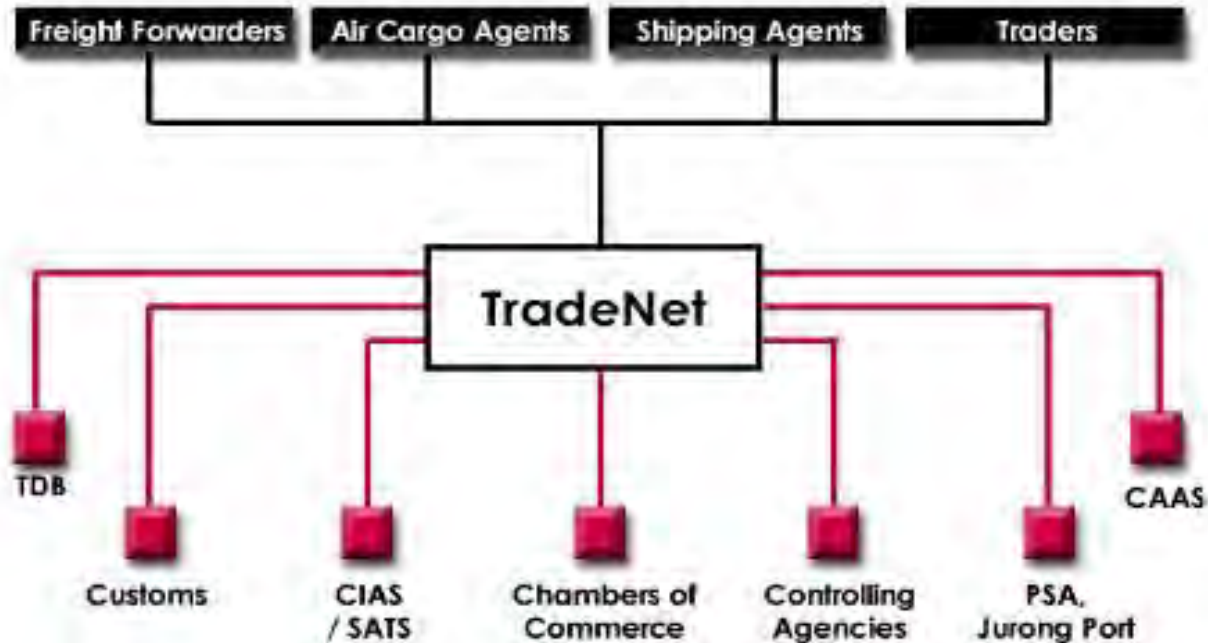 Freight Forwarders
Air Cargo Agents
Shipping Agents
Traders
TradeNet
TDB
CAAS
Customs
CIAS
/ SATS
Chambers of
Commerce
Controlling
Agencies
PSA,
Jurong Port